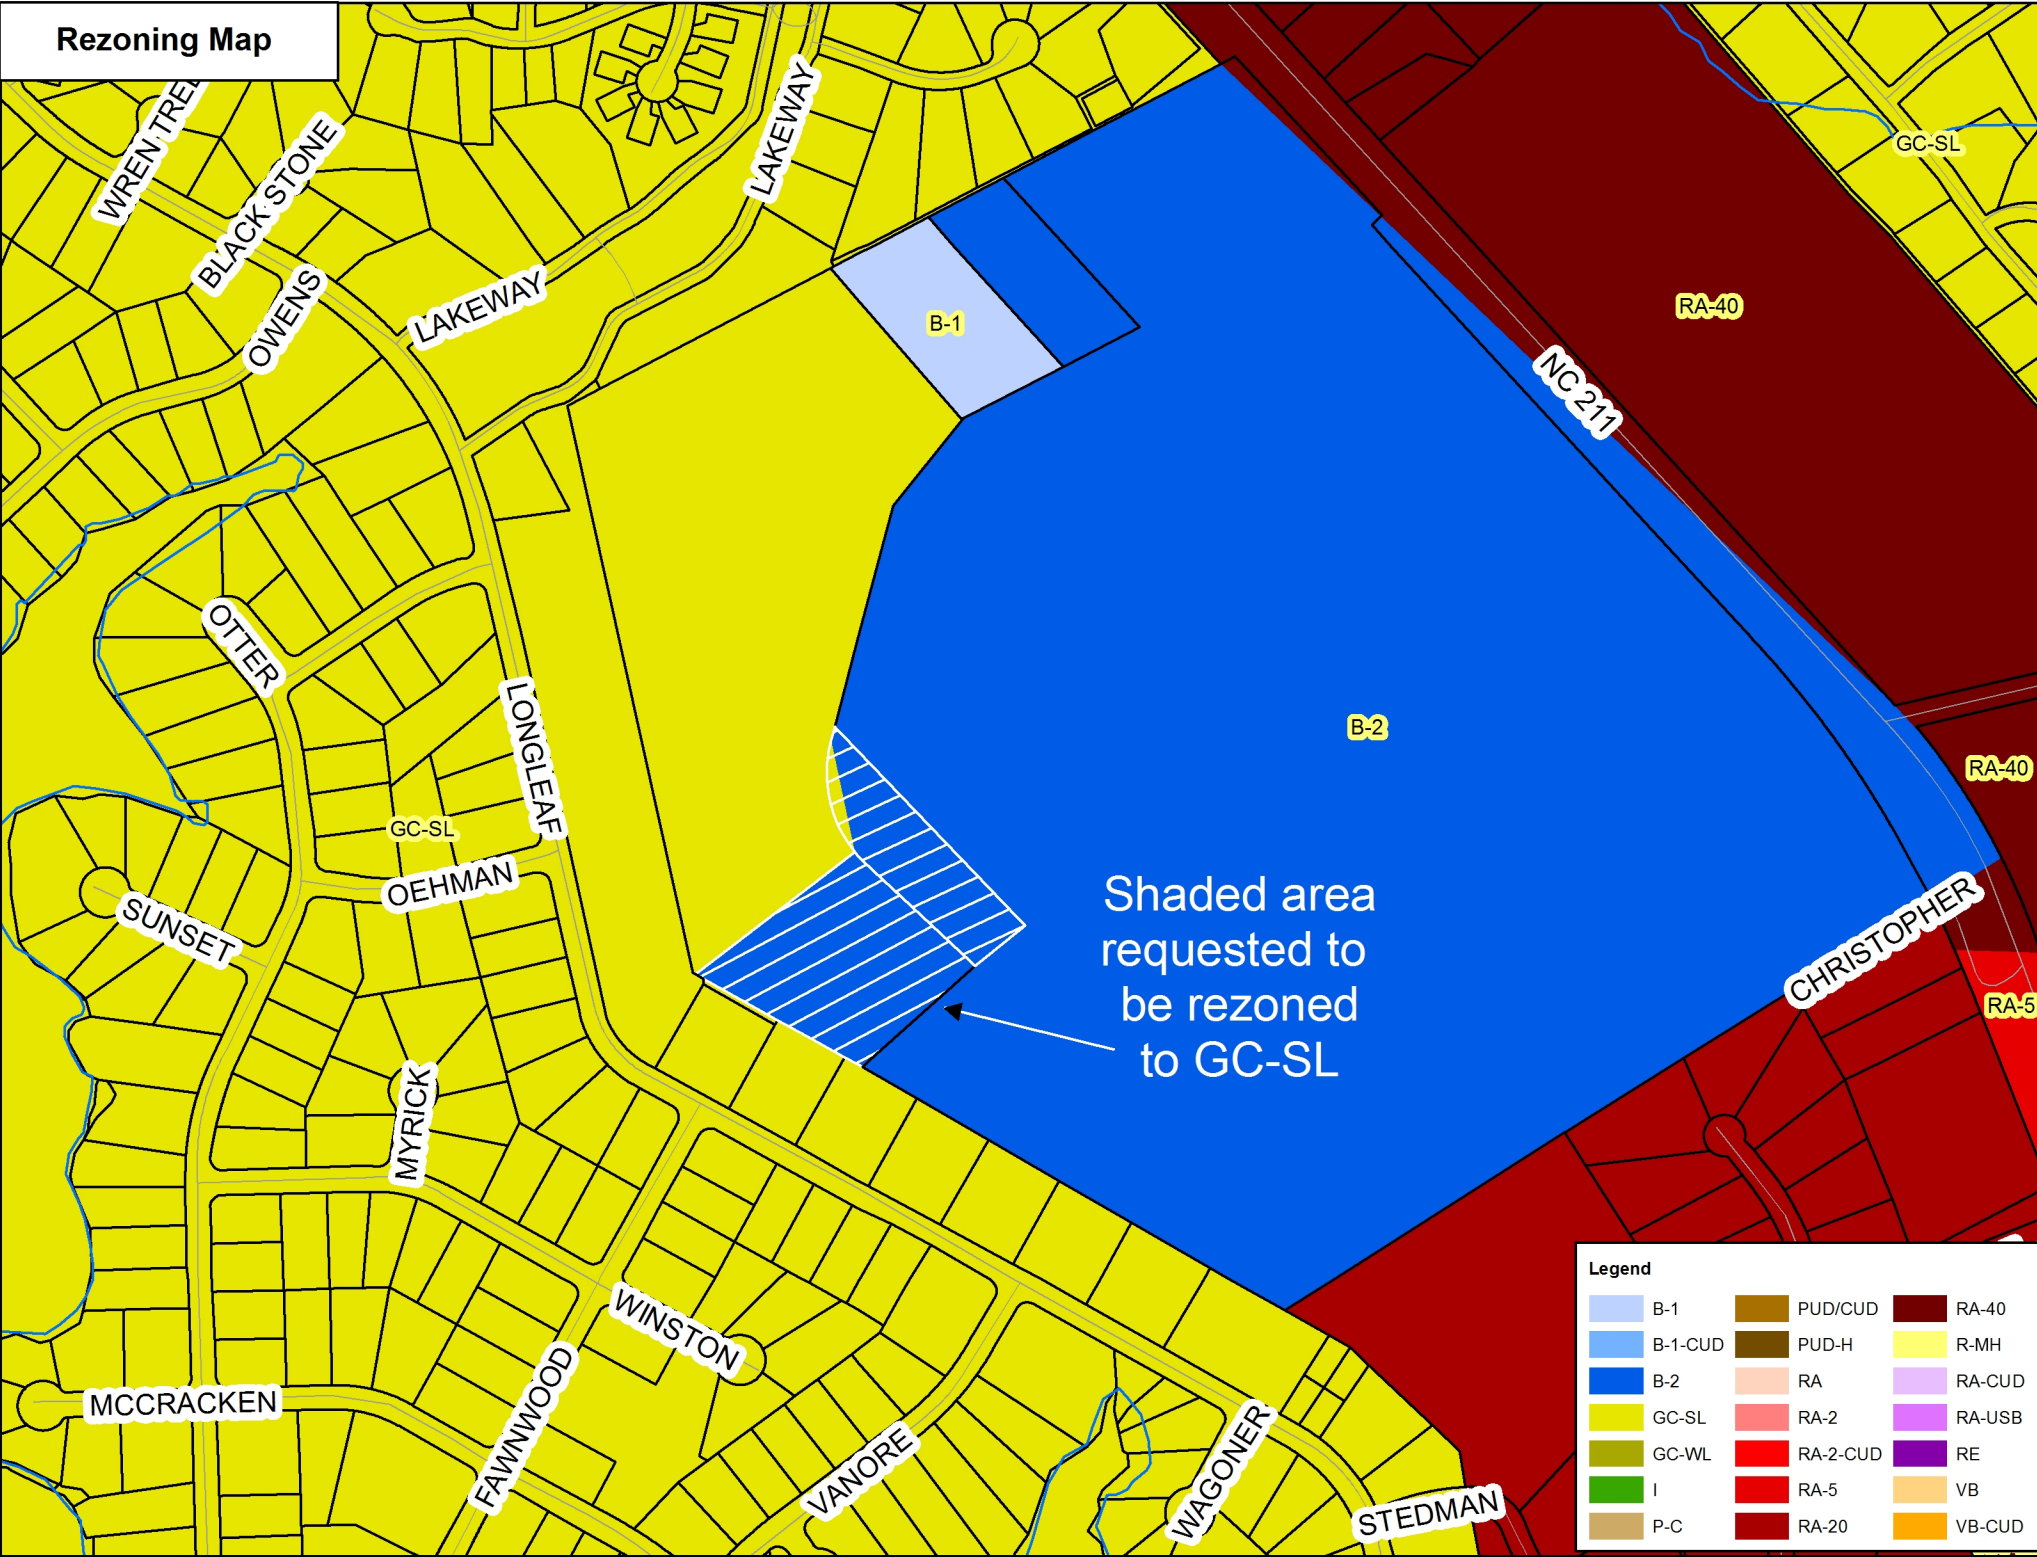 Rezoning Map
WREN TREE
BLACK STONE
OWENS
LAKEWAY
LAKEWAY
GC-SL
B-1
RA-40
NC 211
OTTER
LONGLEAF
B-2
RA-40
GC-SL
OEHMAN
SUNSET
Shaded area
requested to
be rezoned
to GC-SL
CHRISTOPHER
RA-5
MYRICK
WINSTON
MCCRACKEN
FAWNWOOD
VANORE
WAGONER
STEDMAN
Legend
B-1
B-1-CUD
B-2
GC-SL
GC-WL
I
P-C
PUD/CUD
PUD-H
RA
RA-2
RA-2-CUD
RA-5
RA-20
RA-40
R-MH
RA-CUD
RA-USB
RE
VB
VB-CUD